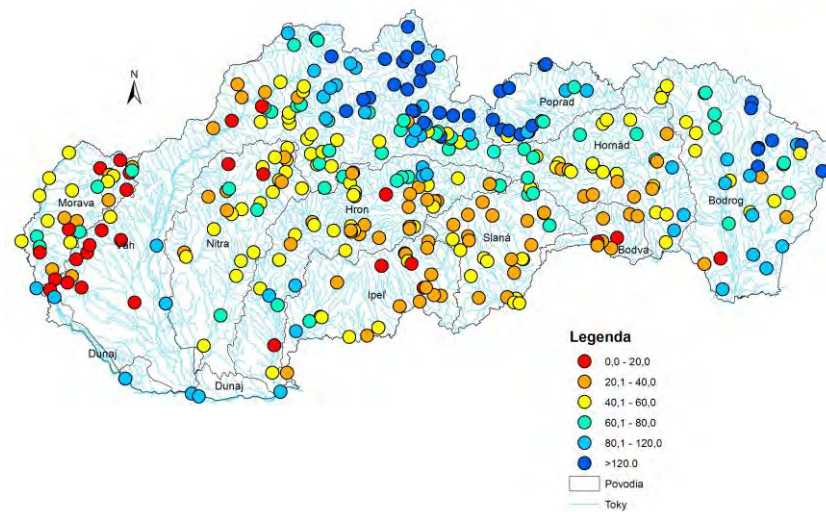 N
Poprad
Hornád
Morava
Bodrog
Hron
Váh
Nitra
Slaná
Bodva
Ipeľ
Dunaj
Dunaj
Legenda
0,0 - 20,0
20,1 - 40,0
40,1 - 60,0
60,1 - 80,0
80,1 - 120,0
>120.0
Povodia
Toky